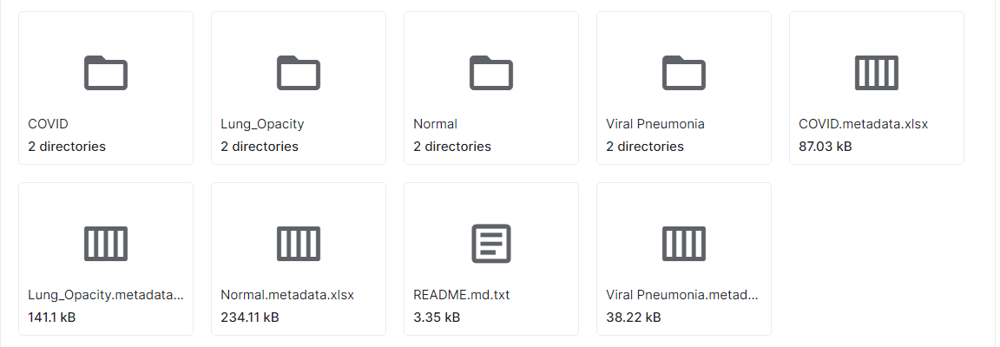 COVID
2 directories
Lung_Opacity
2 directories
Normal
2 directories
Viral Pneumonia
2 directories
COVID.metadata.xlsx
87.03 kB
Lung_Opacity.metadata...
141.1 kB
Normal.metadata.xlsx
234.11 kB
README.md.txt
3.35 kB
Viral Pneumonia.metad...
38.22 kB